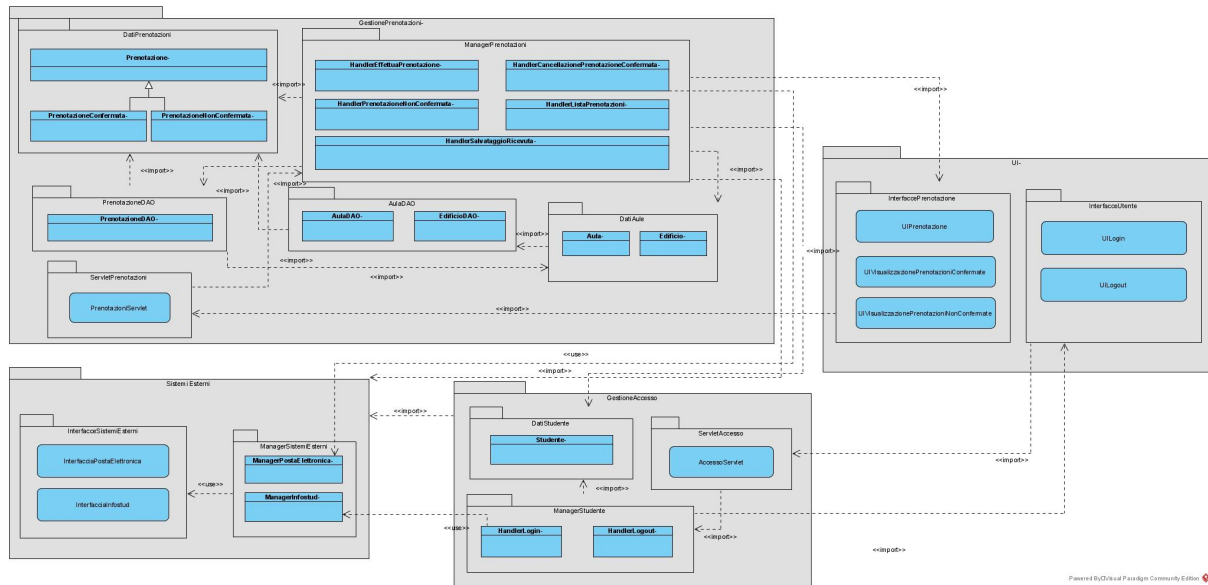 GestionePrenotazioni-
DatiPrenotazioni
Prenotazione-
PrenotazioneConfermata-
PrenotazioneNonConfermata-
<<import>>
ManagerPrenotazioni
HandlerEffettuaPrenotazione-
HandlerCancellazionePrenotazioneConfermata-
HandlerPrenotazioneNonConfermata-
HandlerListaPrenotazioni-
HandlerSalvataggioRicevuta-
<<import>>
<<import>>
<<import>>
<<import>>
<<import>>
PrenotazioneDAO
PrenotazioneDAO-
AulaDAO
AulaDAO-
EdificioDAO-
<<import>>
DatiAule
Aula-
Edificio-
<<import>>
<<import>>
ServletPrenotazioni
PrenotazioniServlet
<<import>>
UI-
InterfaccePrenotazione
UIPrenotazione
UIVisualizzazionePrenotazioniConfermate
UIVisualizzazionePrenotazioniNonConfermate
InterfacceUtente
UILogin
UILogout
<<use>>
<<import>>
Sistemi Esterni
InterfacceSistemiEsterni
InterfacciaPostaElettronica
InterfacciaInfostud
<<use>>
ManagerSistemiEsterni
ManagerPostaElettronica-
ManagerInfostud-
<<import>>
GestioneAccesso
DatiStudente
Studente-
ServletAccesso
AccessoServlet
<<import>>
<<import>>
ManagerStudente
HandlerLogin-
HandlerLogout-
<<use>>
<<import>>
<<import>>
Powered By Visual Paradigm Community Edition